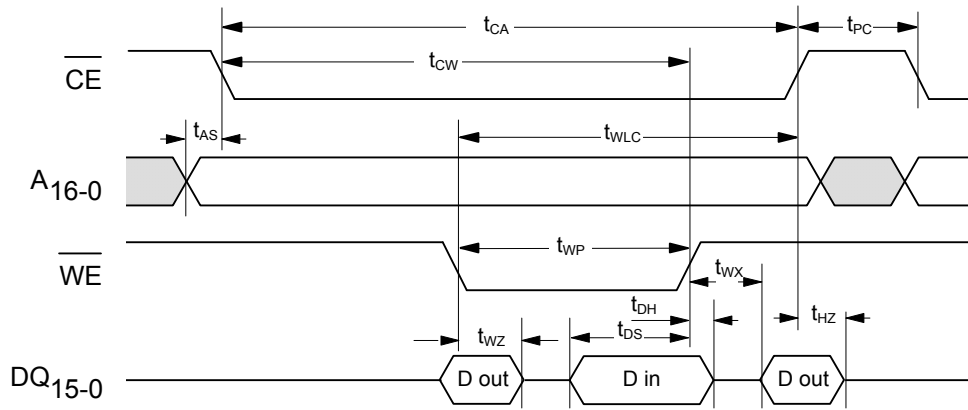 tCA
tPC
CE
tCW
tAS
tWLC
A16-0
tWP
WE
tWX
tDH
tHZ
tWZ
tDS
DQ15-0
D out
D in
D out